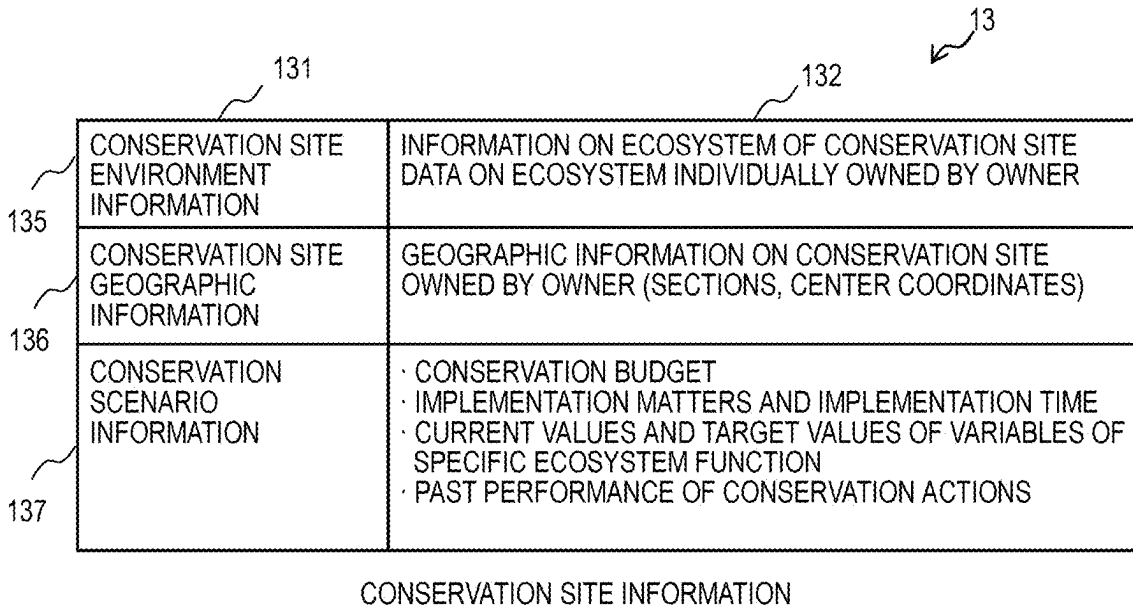 13
131
132
CONSERVATION SITE
ENVIRONMENT
INFORMATION
INFORMATION ON ECOSYSTEM OF CONSERVATION SITE
DATA ON ECOSYSTEM INDIVIDUALLY OWNED BY OWNER
135
CONSERVATION SITE
GEOGRAPHIC
INFORMATION
GEOGRAPHIC INFORMATION ON CONSERVATION SITE
OWNED BY OWNER (SECTIONS, CENTER COORDINATES)
136
CONSERVATION
SCENARIO
INFORMATION
· CONSERVATION BUDGET
· IMPLEMENTATION MATTERS AND IMPLEMENTATION TIME
· CURRENT VALUES AND TARGET VALUES OF VARIABLES OF
SPECIFIC ECOSYSTEM FUNCTION
· PAST PERFORMANCE OF CONSERVATION ACTIONS
137
CONSERVATION SITE INFORMATION